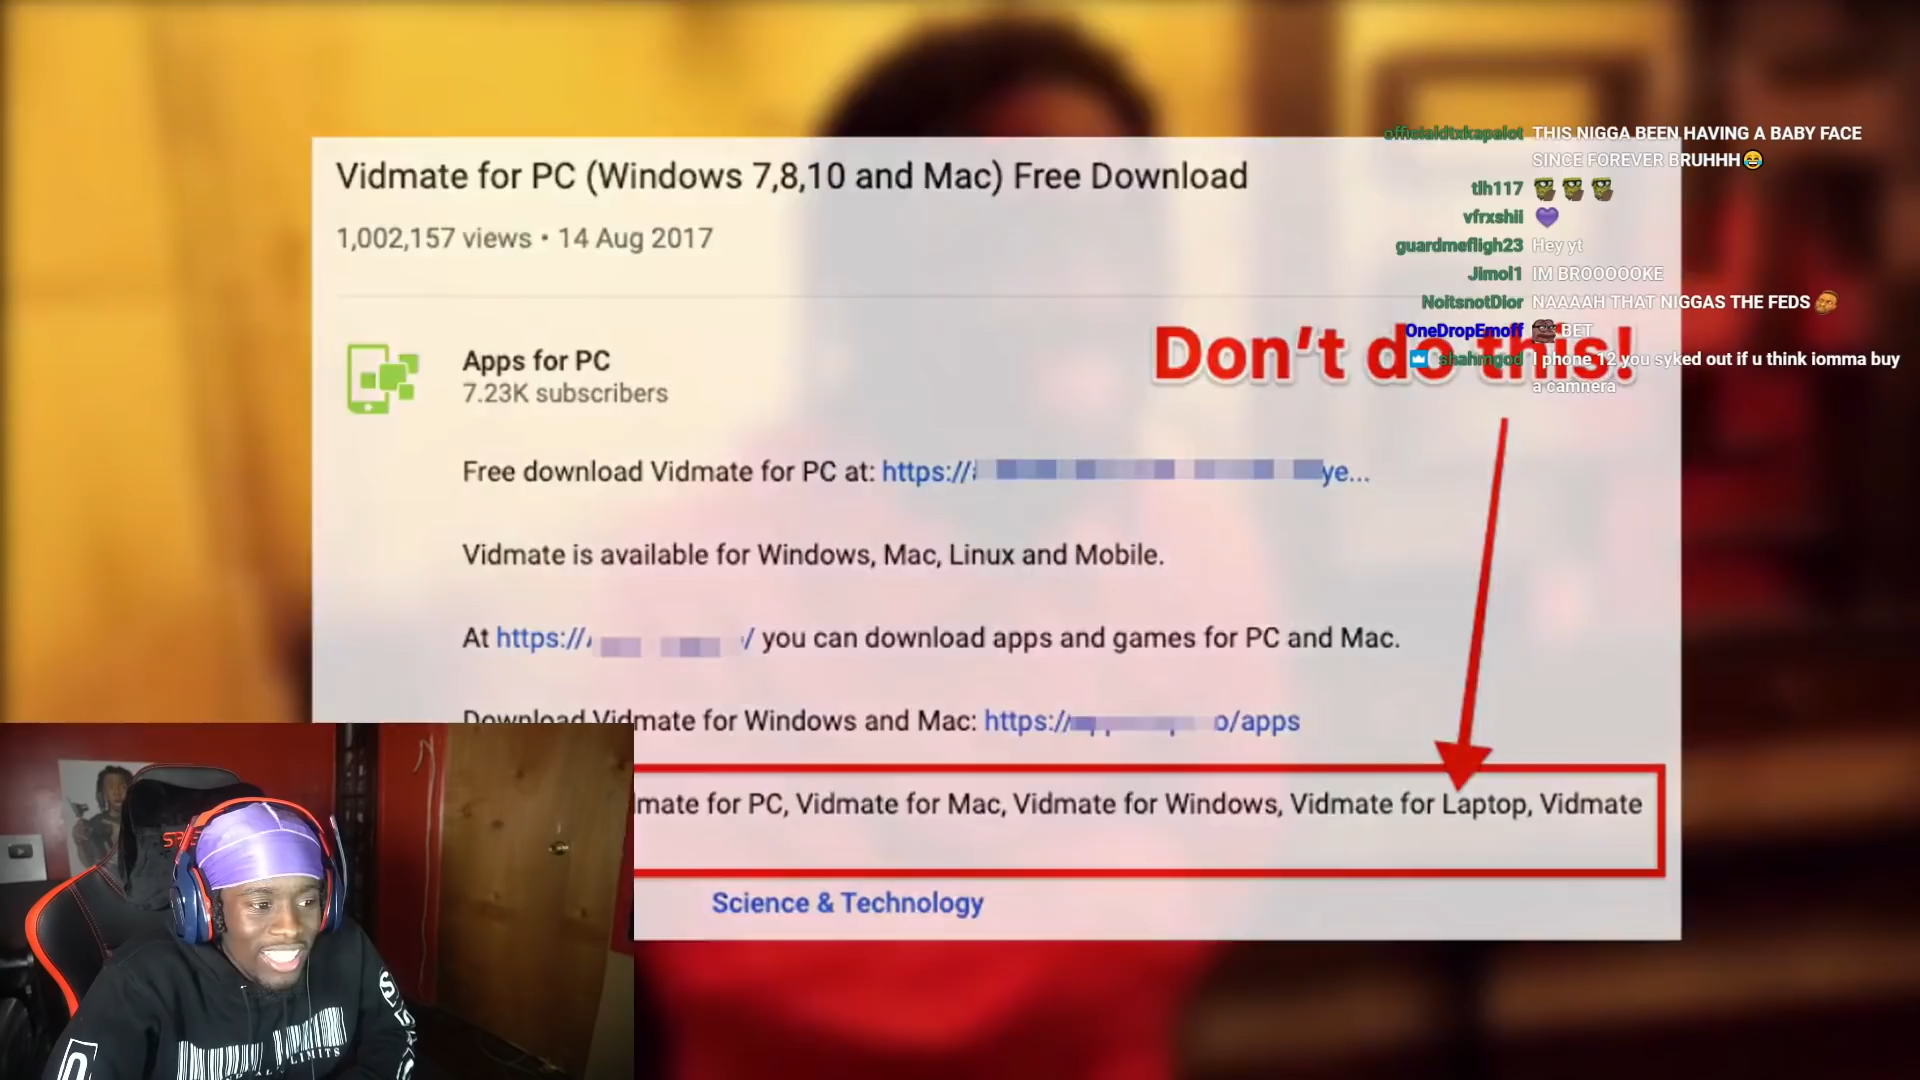 Vidmate for PC (Windows 7,8,10 and Mac) Free Download
1,002,157 views • 14 Aug 2017
Apps for PC
7.23K subscribers
Don't do this!
Free download Vidmate for PC at: https:// ye...
Vidmate is available for Windows, Mac, Linux and Mobile.
At https:// / you can download apps and games for PC and Mac.
Download Vidmate for Windows and Mac: https:// o/apps
mate for PC, Vidmate for Mac, Vidmate for Windows, Vidmate for Laptop, Vidmate
Science & Technology
officialdtxkapalot THIS NIGGA BEEN HAVING A BABY FACE
SINCE FOREVER BRUHHH😂
tlh117
vfrxshii 💜
guardmefligh23 Hey yt
Jimol1 IM BROOOOOKE
NoitsnotDior NAAAAH THAT NIGGAS THE FEDS
OneDropEmoff BET
shahmgod I phone 12 you syked out if u think iomma buy
a camnera
LIMITS